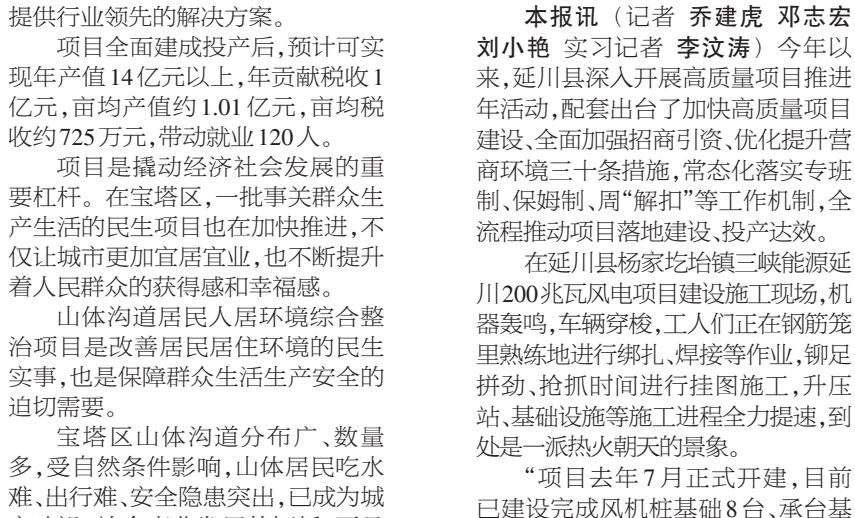 提供行业领先的解决方案。
项目全面建成投产后,预计可实
现年产值14亿元以上,年贡献税收1
亿元,亩均产值约1.01亿元,亩均税
收约725万元,带动就业120人。
项目是撬动经济社会发展的重
要杠杆。在宝塔区,一批事关群众生
产生活的民生项目也在加快推进,不
仅让城市更加宜居宜业,也不断提升
着人民群众的获得感和幸福感。
山体沟道居民人居环境综合整
治项目是改善居民居住环境的民生
实事,也是保障群众生活生产安全的
迫切需要。
宝塔区山体沟道分布广、数量
多,受自然条件影响,山体居民吃水
难、出行难、安全隐患突出,已成为城
本报讯(记者 乔建虎 邓志宏
刘小艳 实习记者 李汶涛)今年以
来,延川县深入开展高质量项目推进
年活动,配套出台了加快高质量项目
建设、全面加强招商引资、优化提升营
商环境三十条措施,常态化落实专班
制、保姆制、周“解扣”等工作机制,全
流程推动项目落地建设、投产达效。
在延川县杨家圪坮镇三峡能源延
川200兆瓦风电项目建设施工现场,机
器轰鸣,车辆穿梭,工人们正在钢筋笼
里熟练地进行绑扎、焊接等作业,铆足
拼劲、抢抓时间进行挂图施工,升压
站、基础设施等施工进程全力提速,到
处是一派热火朝天的景象。
“项目去年7月正式开建,目前
已建设完成风机桩基础8台、承台基